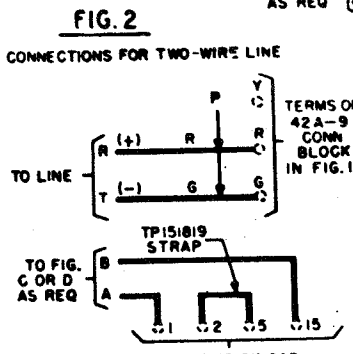 AS REQ
FIG. 2
CONNECTIONS FOR TWO-WIRE LINE
P
Y
TERMS OF
42A-9
CONN
BLOCK
IN FIG. 1
R (+) R R
TO LINE
T (-) G G
TP151819
STRAP
TO FIG.
C OR D
AS REQ
B
A
1 2 5 15